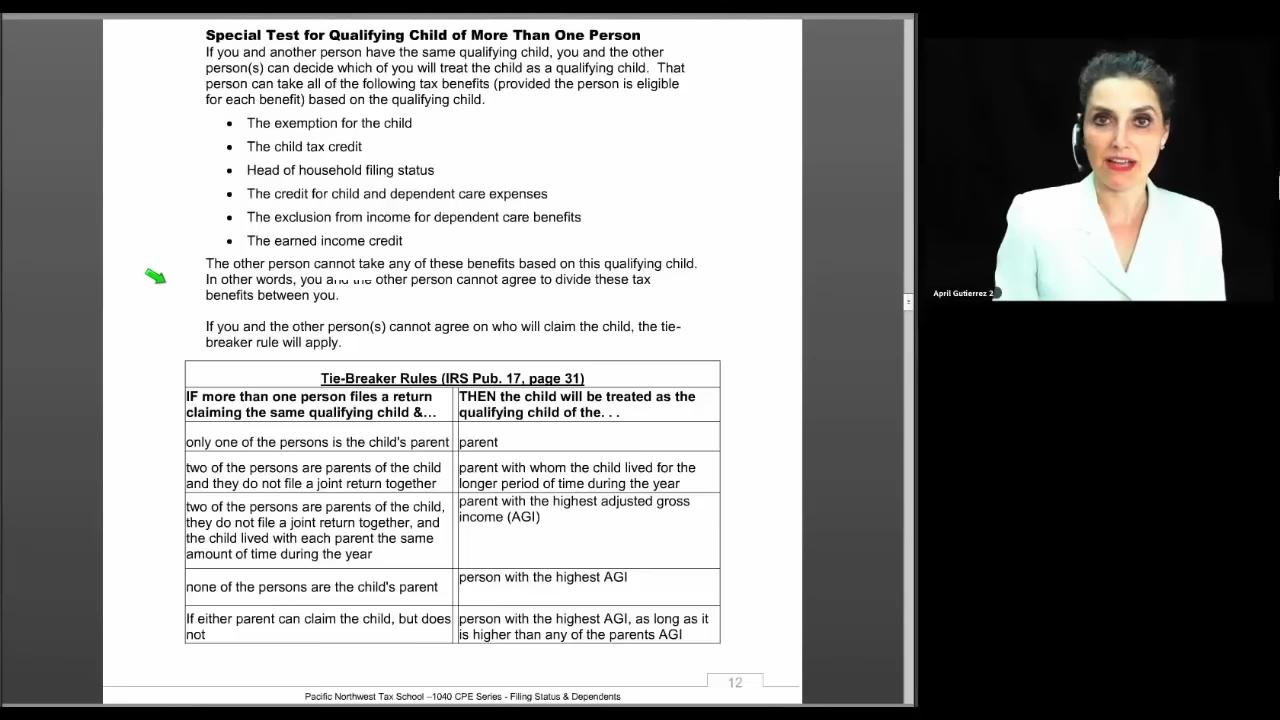 Special Test for Qualifying Child of More Than One Person
If you and another person have the same qualifying child, you and the other
person(s) can decide which of you will treat the child as a qualifying child.  That
person can take all of the following tax benefits (provided the person is eligible
for each benefit) based on the qualifying child.
• The exemption for the child
• The child tax credit
• Head of household filing status
• The credit for child and dependent care expenses
• The exclusion from income for dependent care benefits
• The earned income credit
The other person cannot take any of these benefits based on this qualifying child.
In other words, you and the other person cannot agree to divide these tax
benefits between you.
If you and the other person(s) cannot agree on who will claim the child, the tie-
breaker rule will apply.
Tie-Breaker Rules (IRS Pub. 17, page 31)
IF more than one person files a return
claiming the same qualifying child &…
THEN the child will be treated as the
qualifying child of the. . .
only one of the persons is the child's parent
parent
two of the persons are parents of the child
and they do not file a joint return together
parent with whom the child lived for the
longer period of time during the year
two of the persons are parents of the child,
they do not file a joint return together, and
the child lived with each parent the same
amount of time during the year
parent with the highest adjusted gross
income (AGI)
none of the persons are the child's parent
person with the highest AGI
If either parent can claim the child, but does
not
person with the highest AGI, as long as it
is higher than any of the parents AGI
12
Pacific Northwest Tax School –1040 CPE Series - Filing Status & Dependents
April Gutierrez 2